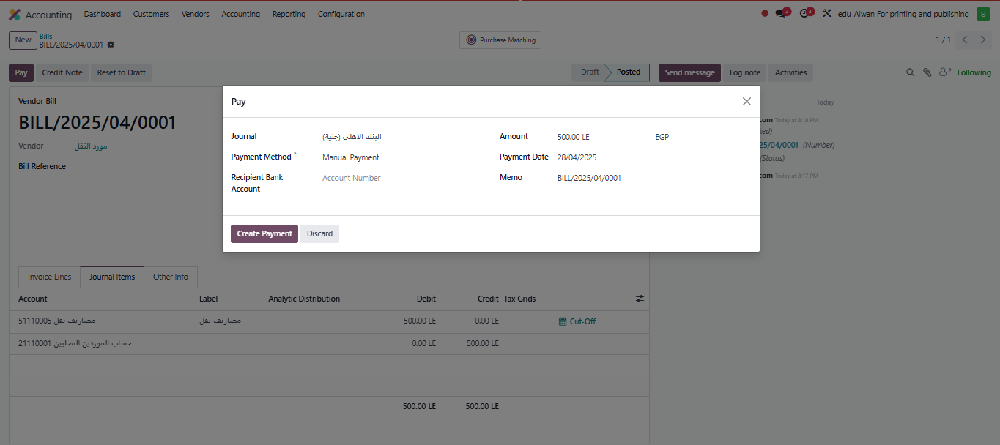 Accounting Dashboard Customers Vendors Accounting Reporting Configuration 2 3 edu-Alwan For printing and publishing S
New Bills
BILL/2025/04/0001
Purchase Matching
1 / 1
Pay Credit Note Reset to Draft Draft Posted Send message Log note Activities 2 Following
Vendor Bill
BILL/2025/04/0001
Vendor مورد النقل
Bill Reference
Pay
Journal البنك الاهلي (جنية) Amount 500.00 LE EGP
Payment Method ? Manual Payment Payment Date 28/04/2025
Recipient Bank Account Account Number Memo BILL/2025/04/0001
Create Payment Discard
Today
com Today at 8:18 PM
ed)
25/04/0001 (Number)
(Status)
com Today at 8:17 PM
Invoice Lines Journal Items Other Info
Account Label Analytic Distribution Debit Credit Tax Grids
51110005 مصاريف نقل مصاريف نقل 500.00 LE 0.00 LE Cut-Off
21110001 حساب الموردين المحليين 0.00 LE 500.00 LE
500.00 LE 500.00 LE